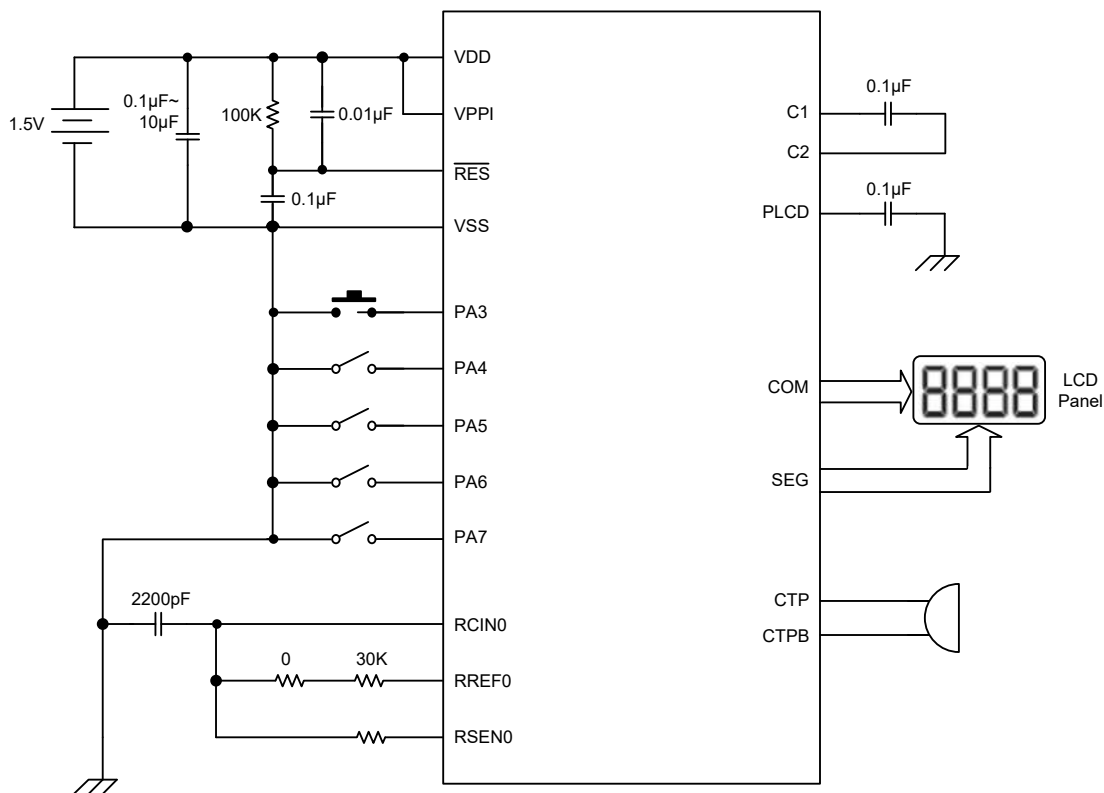 VDD
0.1µF~
10µF
100K
0.01µF
1.5V
VPPI
RES
0.1µF
VSS
PA3
PA4
PA5
PA6
PA7
2200pF
RCIN0
0
30K
RREF0
RSEN0
0.1µF
C1
C2
0.1µF
PLCD
COM
8888
LCD
Panel
SEG
CTP
CTPB